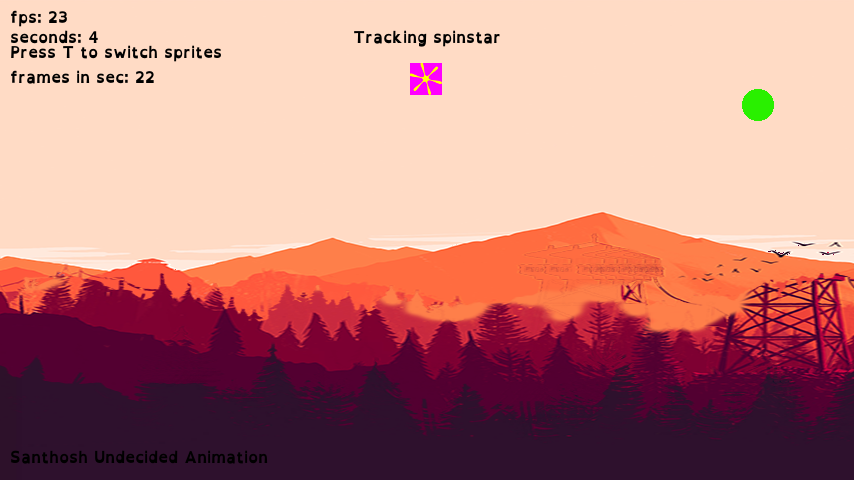 fps: 23
seconds: 4
Press T to switch sprites
frames in sec: 22
Tracking spinstar
Santhosh Undecided Animation